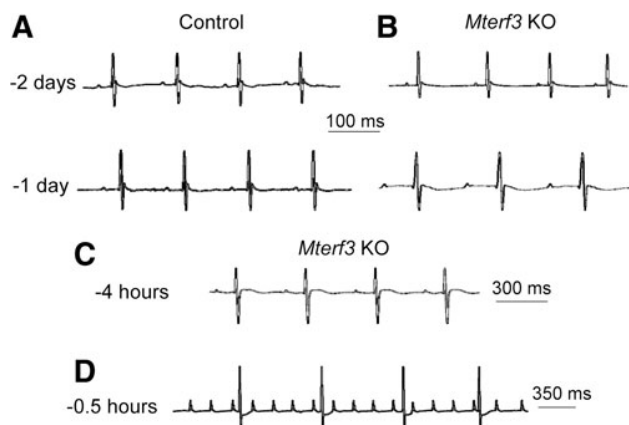 A Control B Mterf3 KO
-2 days
100 ms
-1 day
Mterf3 KO
C
-4 hours 300 ms
D
-0.5 hours 350 ms